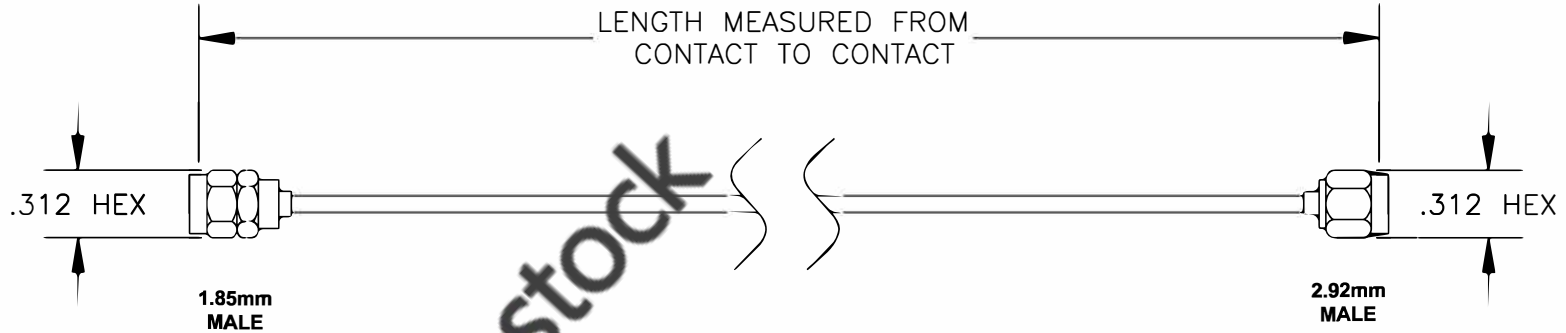 LENGTH MEASURED FROM
CONTACT TO CONTACT
.312 HEX
.312 HEX
1.85mm
MALE
2.92mm
MALE
stock